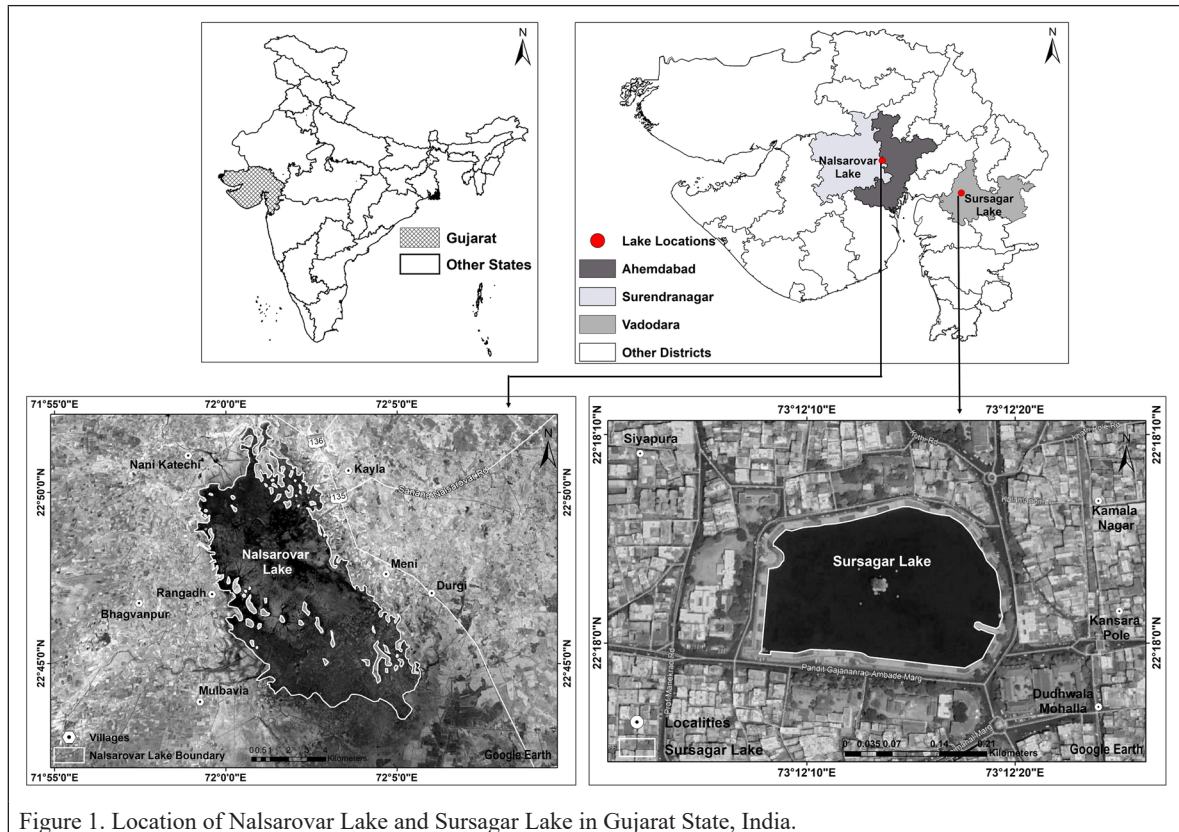 N
Gujarat
Other States
N
Nalsarovar
Lake
Sursagar
Lake
Lake Locations
Ahemdabad
Surendranagar
Vadodara
Other Districts
71°55'0"E
72°0'0"E
72°5'0"E
22°50'0"N
22°45'0"N
22°50'0"N
22°45'0"N
N
136
Nani Katechi
Kayla
135
Nalsarovar
Lake
Meni
Rangadh
Durgi
Bhagvanpur
Mulbavia
Villages
Nalsarovar Lake Boundary
Kilometers
Google Earth
71°55'0"E
72°0'0"E
72°5'0"E
73°12'10"E
73°12'20"E
22°18'10"N
22°18'0"N
22°18'10"N
22°18'0"N
N
Siyapura
Kamala
Nagar
Sursagar Lake
Kansara
Pole
Pandit Gajananrao Ambade Marg
Dudhwala
Mohalla
Localities
Sursagar Lake
0 0.035 0.07 0.14 0.21
Kilometers
Google Earth
73°12'10"E
73°12'20"E
Figure 1. Location of Nalsarovar Lake and Sursagar Lake in Gujarat State, India.